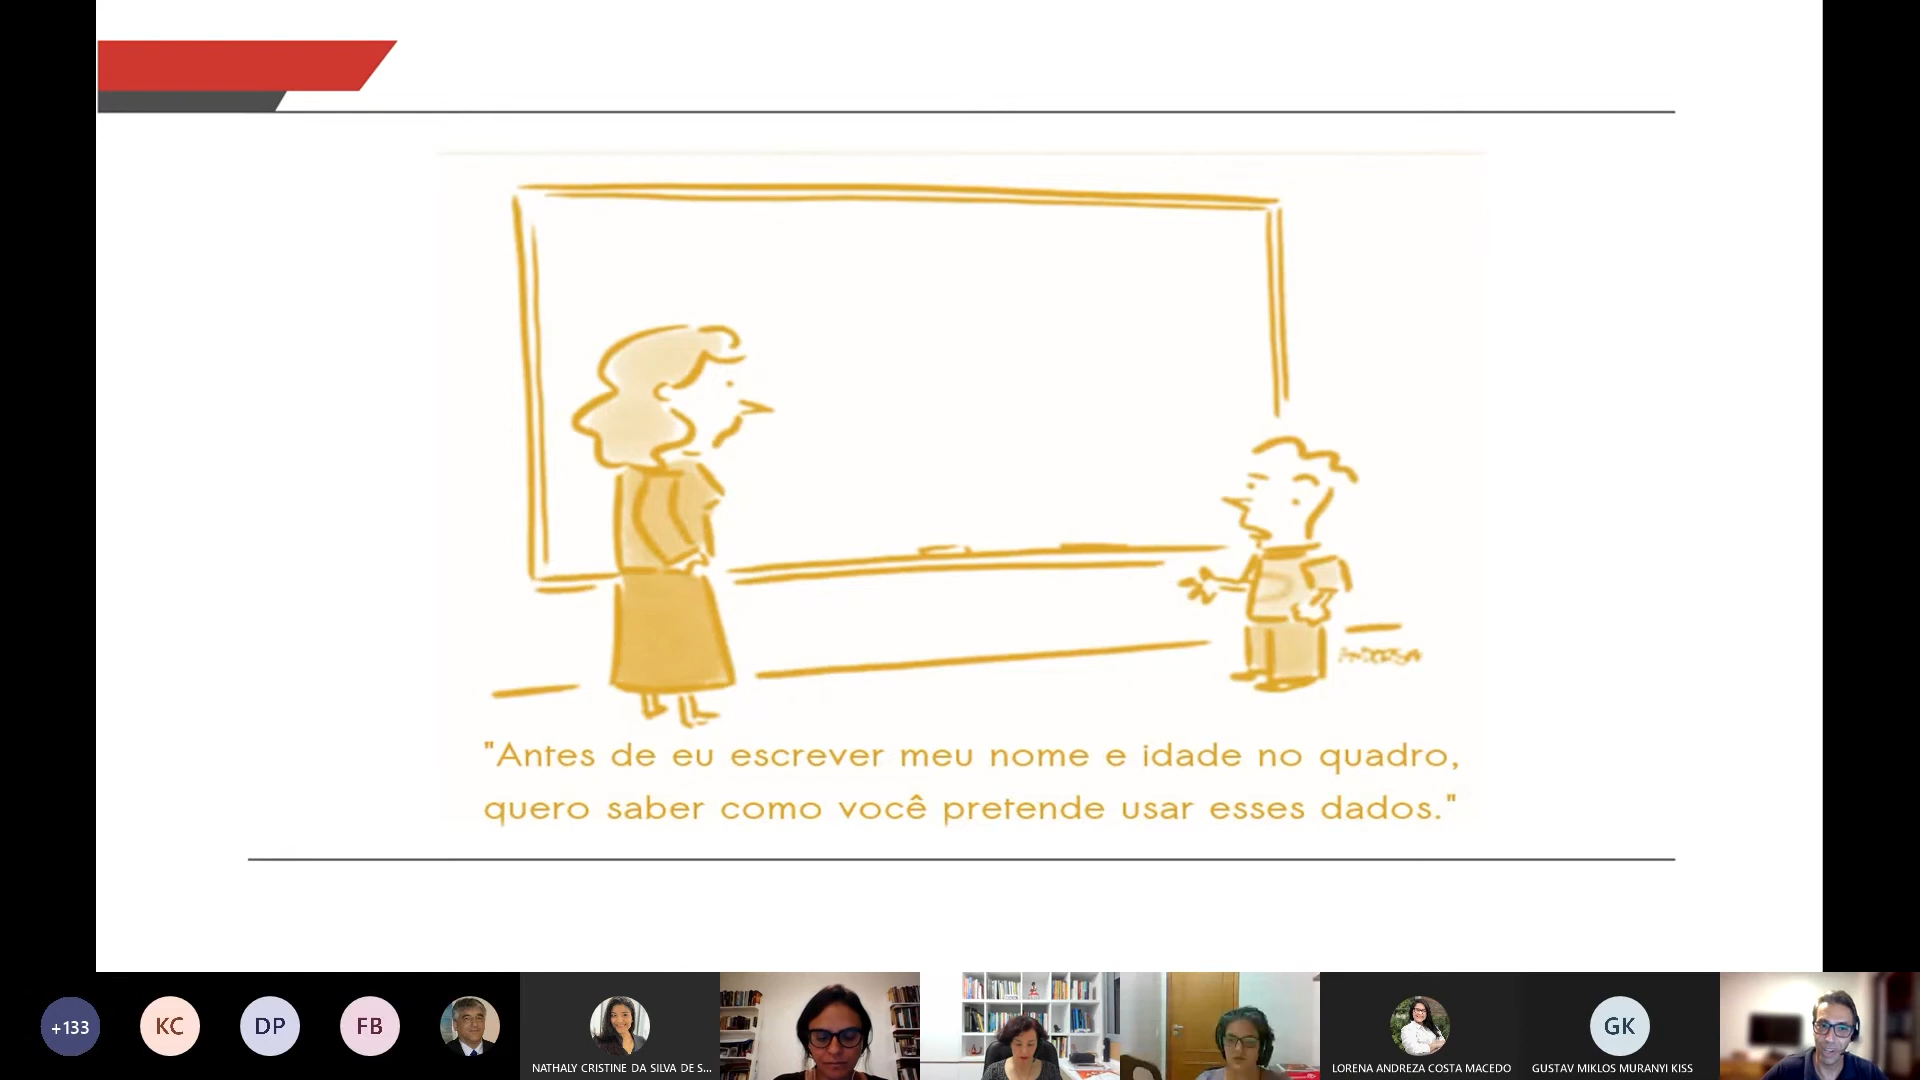 "Antes de eu escrever meu nome e idade no quadro,
quero saber como você pretende usar esses dados."
+133
KC
DP
FB
NATHALY CRISTINE DA SILVA DE S...
LORENA ANDREZA COSTA MACEDO
GK
GUSTAV MIKLOS MURANYI KISS